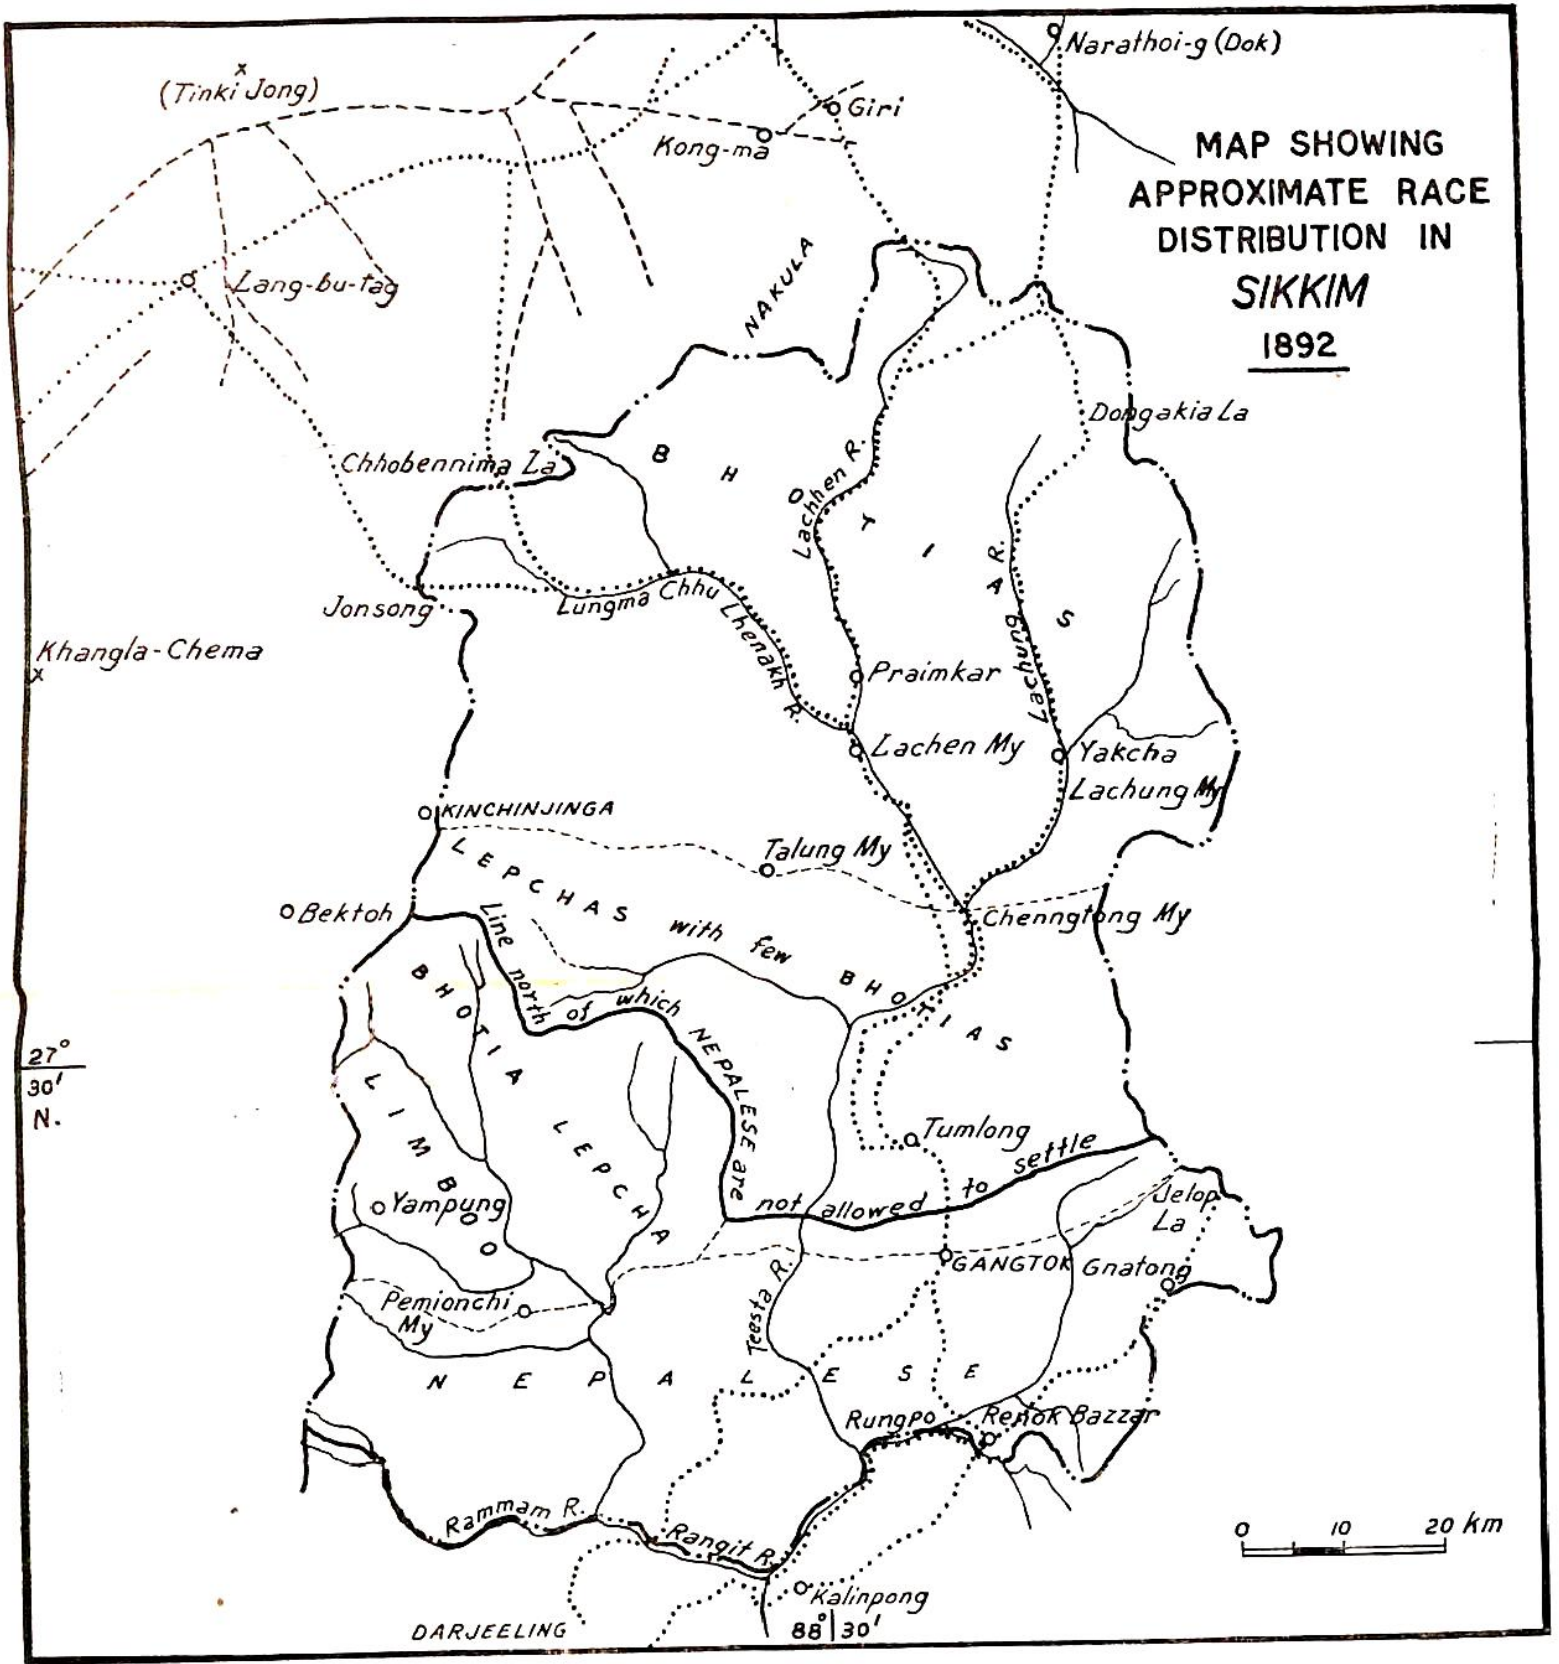 Narathoi-g (Dok)
(Tinki Jong)
Giri
Kong-ma
MAP SHOWING
APPROXIMATE RACE
DISTRIBUTION IN
SIKKIM
1892
NAKULA
Lang-bu-tag
Dongakia La
Chhobennima La
BHOTIAS
Lachhen R.
Lachung R.
Jonsong
Lungma Chhu
Lhenakh R.
Khangla-Chema
Praimkar
Lachen My
Yakcha
Lachung My
KINCHINJINGA
Talung My
LEPCHAS with few BHOTIAS
Bektoh
Chenngtong My
Line north of which NEPALESE are not allowed to settle
BHOTIA LEPCHA
27°
30'
N.
LIMBO
Tumlong
Yampung
Jelop
La
GANGTOK
Gnatong
Teesta R.
Pemionchi
My
NEPALESE
Rungpo
Renok Bazzar
Rammam R.
Rangit R.
0 10 20 km
Kalinpong
DARJEELING
88° 30'